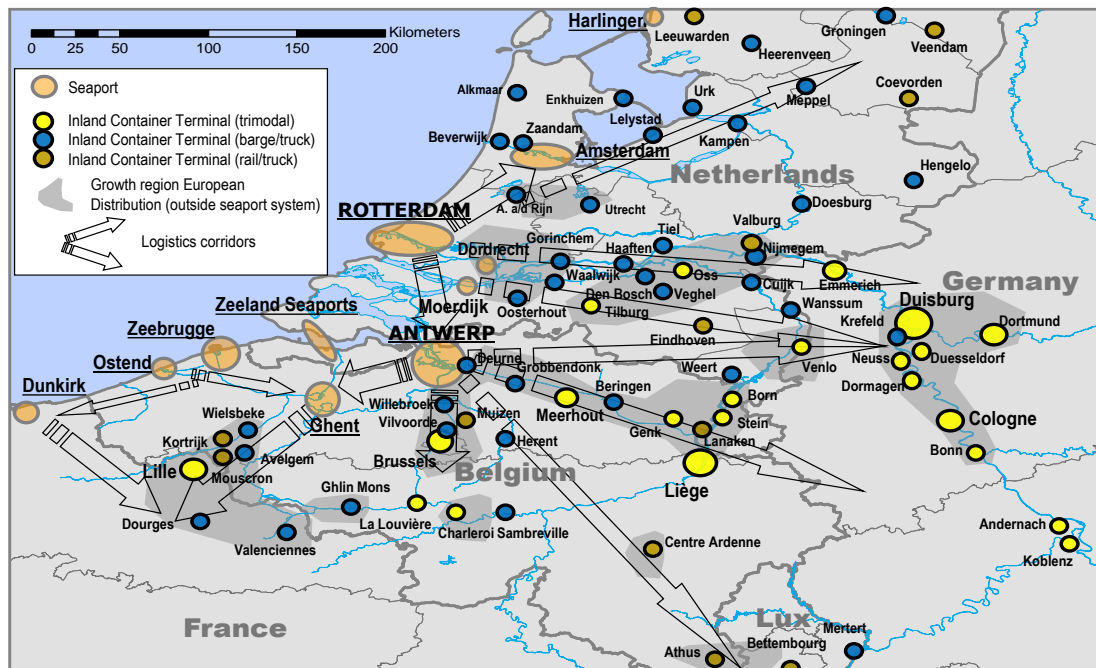 Harlingen
Leeuwarden
Groningen
Veendam
Heerenveen
Kilometers
0 25 50 100 150 200
Seaport
Inland Container Terminal (trimodal)
Inland Container Terminal (barge/truck)
Inland Container Terminal (rail/truck)
Growth region European
Distribution (outside seaport system)
Logistics corridors
Alkmaar
Enkhuizen
Urk
Meppel
Coevorden
Lelystad
Kampen
Beverwijk
Zaandam
Amsterdam
Netherlands
Hengelo
A. a/d Rijn
Utrecht
Doesburg
ROTTERDAM
Valburg
Tiel
Gorinchem
Haaften
Nijmegem
Dordrecht
Waalwijk
Oss
Emmerich
Germany
Moerdijk
Den Bosch
Veghel
Cuijk
Wanssum
Oosterhout
Tilburg
Zeeland Seaports
Duisburg
Krefeld
Dortmund
Zeebrugge
ANTWERP
Eindhoven
Ostend
Deurne
Grobbendonk
Weert
Venlo
Neuss
Duesseldorf
Dunkirk
Beringen
Dormagen
Willebroek
Muizen
Meerhout
Born
Wielsbeke
Ghent
Vilvoorde
Stein
Cologne
Kortrijk
Herent
Genk
Lanaken
Lille
Avelgem
Brussels
Belgium
Bonn
Mouscron
Liège
Ghlin Mons
Dourges
La Louvière
Andernach
Valenciennes
Charleroi
Sambreville
Centre Ardenne
Koblenz
France
Lux
Mertert
Bettembourg
Athus